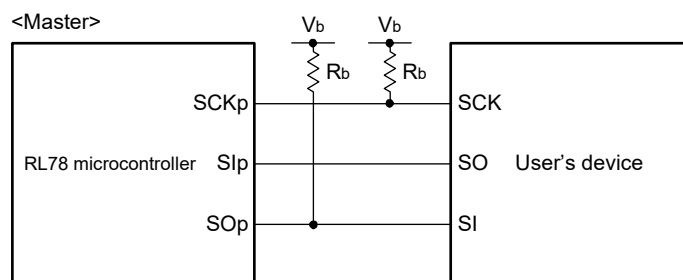 <Master>
Vb Vb
Rb Rb
SCKp SCK
RL78 microcontroller SIp SO User's device
SOp SI